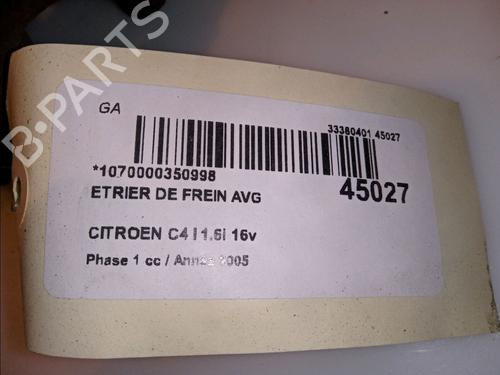 GA
33380401 45027
*1070000350998
45027
ETRIER DE FREIN AVG
CITROEN C4 I 1.6i 16v
Phase 1 cc / Année 2005
B-PARTS